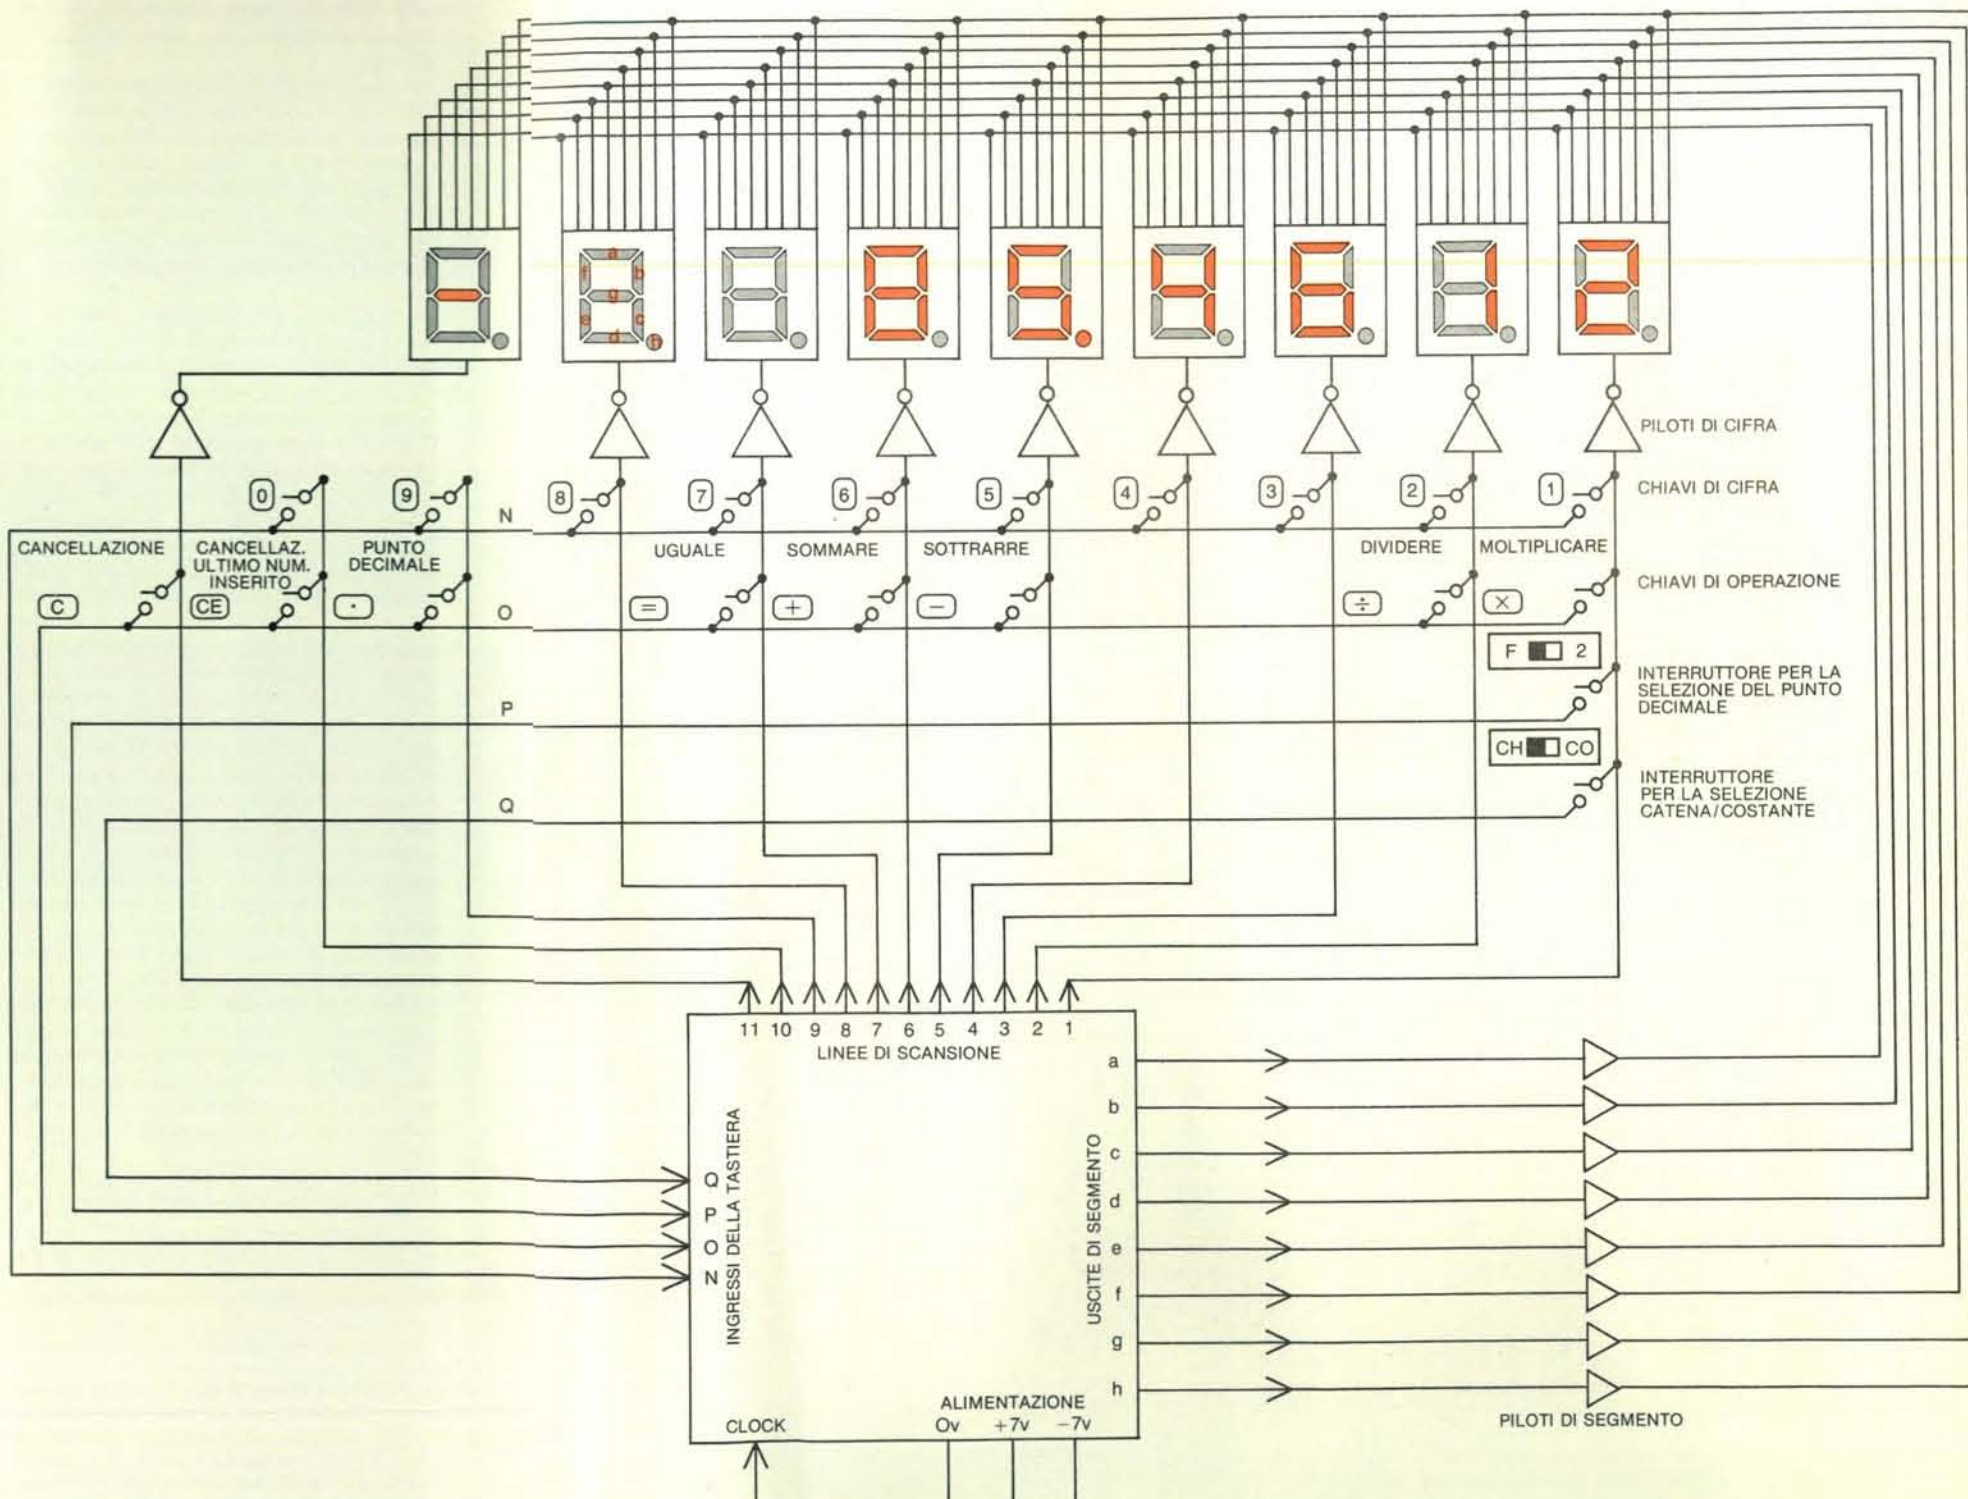 a
f b
g
e c
d h
PILOTI DI CIFRA
0 9 8 7 6 5 4 3 2 1
CHIAVI DI CIFRA
N
CANCELLAZIONE
CANCELLAZ.
ULTIMO NUM.
INSERITO
PUNTO
DECIMALE
UGUALE
SOMMARE
SOTTRARRE
DIVIDERE
MOLTIPLICARE
C CE · = + − ÷ ×
CHIAVI DI OPERAZIONE
O
F 2
INTERRUTTORE PER LA
SELEZIONE DEL PUNTO
DECIMALE
P
CH CO
INTERRUTTORE
PER LA SELEZIONE
CATENA/COSTANTE
Q
11 10 9 8 7 6 5 4 3 2 1
LINEE DI SCANSIONE
INGRESSI DELLA TASTIERA
Q
P
O
N
USCITE DI SEGMENTO
a
b
c
d
e
f
g
h
PILOTI DI SEGMENTO
ALIMENTAZIONE
CLOCK
Ov +7v −7v